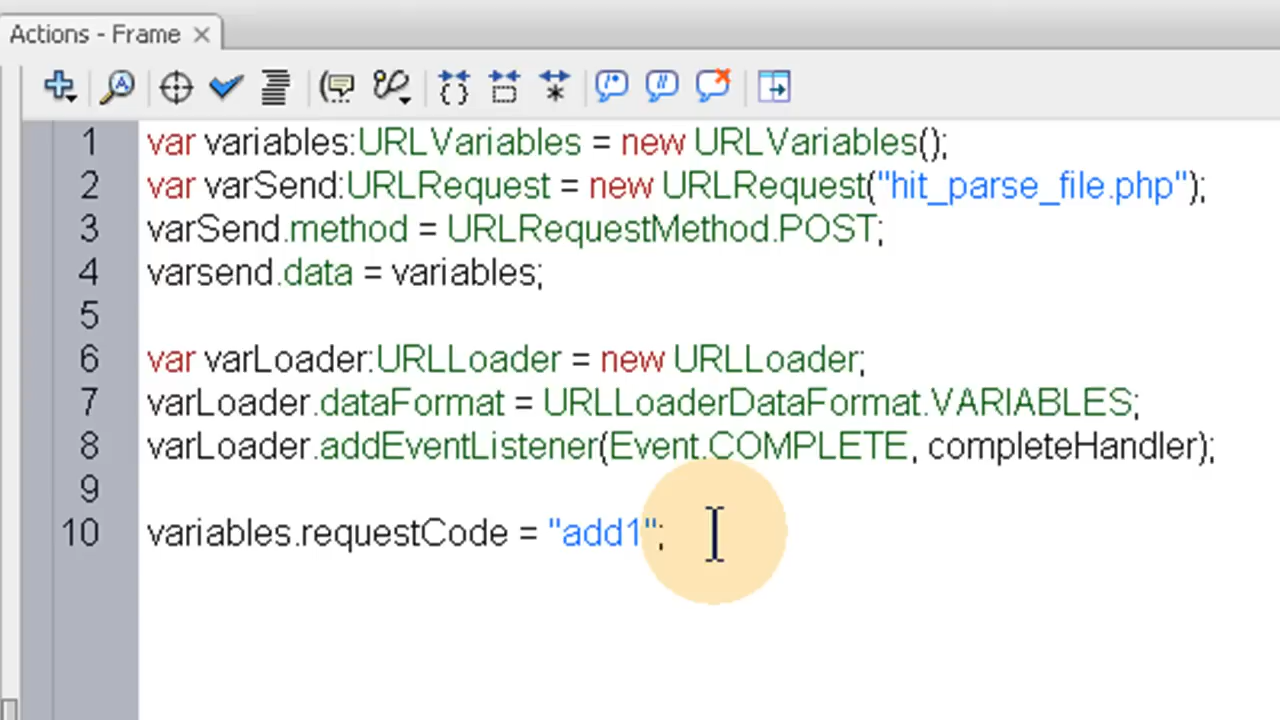 Actions - Frame
1 var variables:URLVariables = new URLVariables();
2 var varSend:URLRequest = new URLRequest("hit_parse_file.php");
3 varSend.method = URLRequestMethod.POST;
4 varsend.data = variables;
5
6 var varLoader:URLLoader = new URLLoader;
7 varLoader.dataFormat = URLLoaderDataFormat.VARIABLES;
8 varLoader.addEventListener(Event.COMPLETE, completeHandler);
9
10 variables.requestCode = "add1";